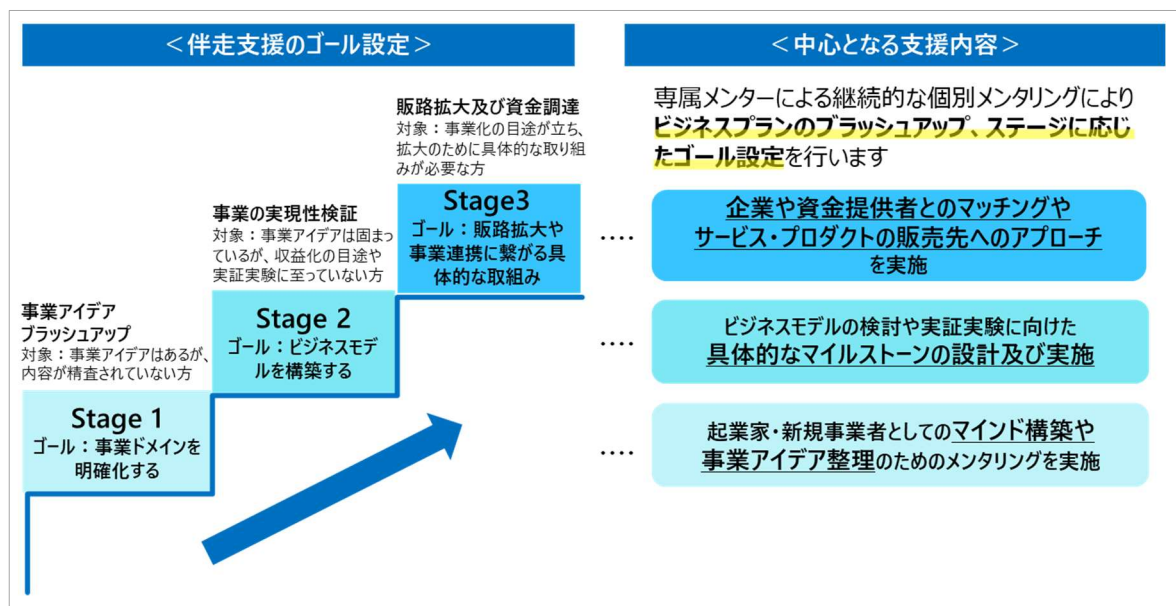 ＜伴走支援のゴール設定＞
販路拡大及び資金調達
対象：事業化の目途が立ち、
拡大のために具体的な取り組
みが必要な方
Stage3
ゴール：販路拡大や
事業連携に繋がる具
体的な取組み
事業の実現性検証
対象：事業アイデアは固まっ
ているが、収益化の目途や
実証実験に至っていない方
Stage 2
ゴール：ビジネスモデ
ルを構築する
事業アイデア
ブラッシュアップ
対象：事業アイデアはあるが、
内容が精査されていない方
Stage 1
ゴール：事業ドメインを
明確化する
＜中心となる支援内容＞
専属メンターによる継続的な個別メンタリングにより
ビジネスプランのブラッシュアップ、ステージに応じ
たゴール設定を行います
‥‥
企業や資金提供者とのマッチングや
サービス・プロダクトの販売先へのアプローチ
を実施
‥‥
ビジネスモデルの検討や実証実験に向けた
具体的なマイルストーンの設計及び実施
‥‥
起業家・新規事業者としてのマインド構築や
事業アイデア整理のためのメンタリングを実施